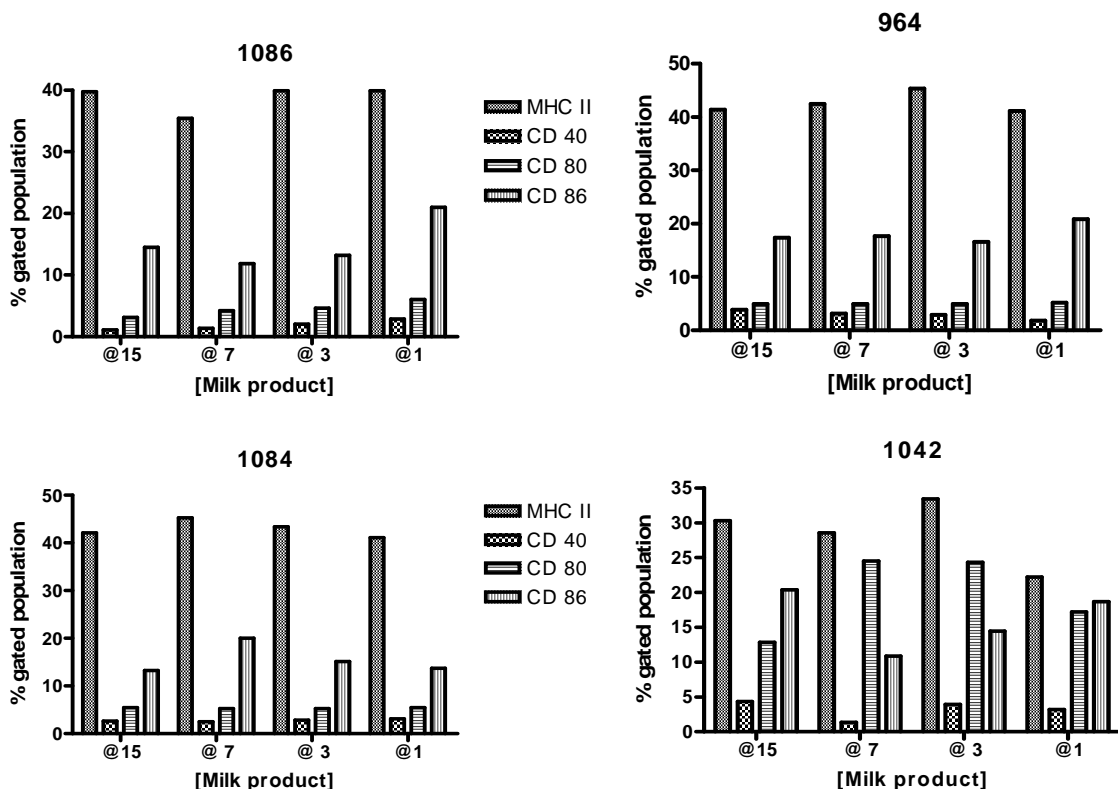 1086
% gated population
40
30
20
10
0
@15 @ 7 @ 3 @1
[Milk product]
MHC II
CD 40
CD 80
CD 86
964
% gated population
50
40
30
20
10
0
@15 @ 7 @ 3 @1
[Milk product]
1084
% gated population
50
40
30
20
10
0
@15 @ 7 @ 3 @1
[Milk product]
MHC II
CD 40
CD 80
CD 86
1042
% gated population
35
30
25
20
15
10
5
0
@15 @ 7 @ 3 @1
[Milk product]